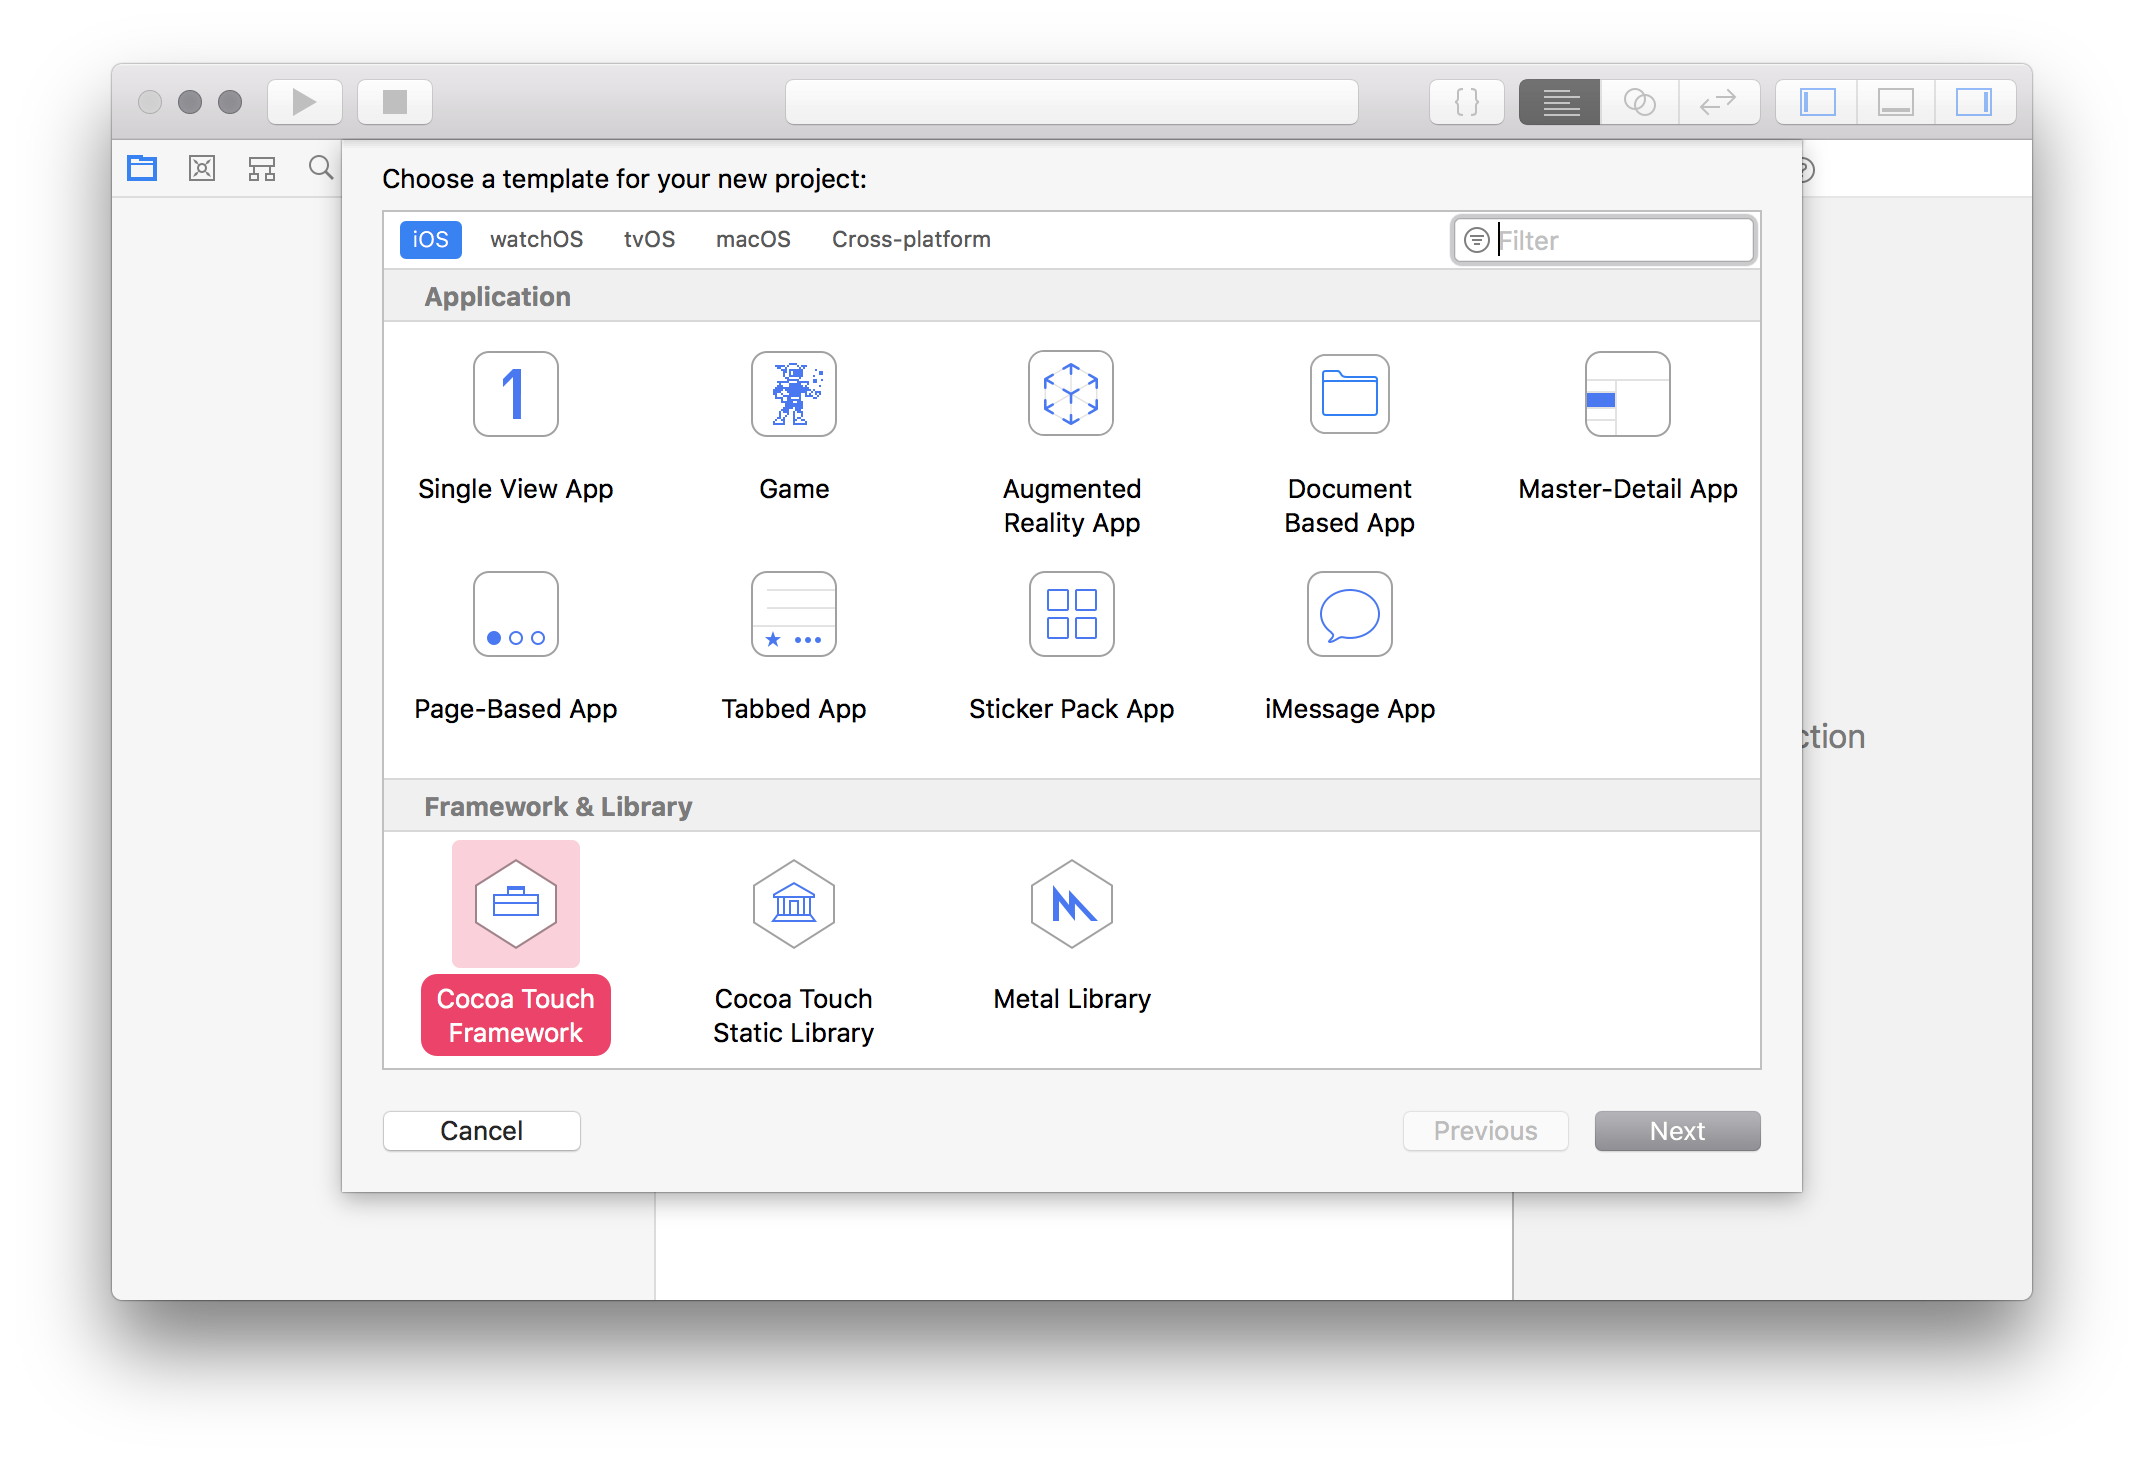 Choose a template for your new project:
iOS watchOS tvOS macOS Cross-platform Filter
Application
1
Single View App Game Augmented Document Master-Detail App
Reality App Based App
Page-Based App Tabbed App Sticker Pack App iMessage App
ction
Framework & Library
Cocoa Touch Cocoa Touch Metal Library
Framework Static Library
Cancel Previous Next